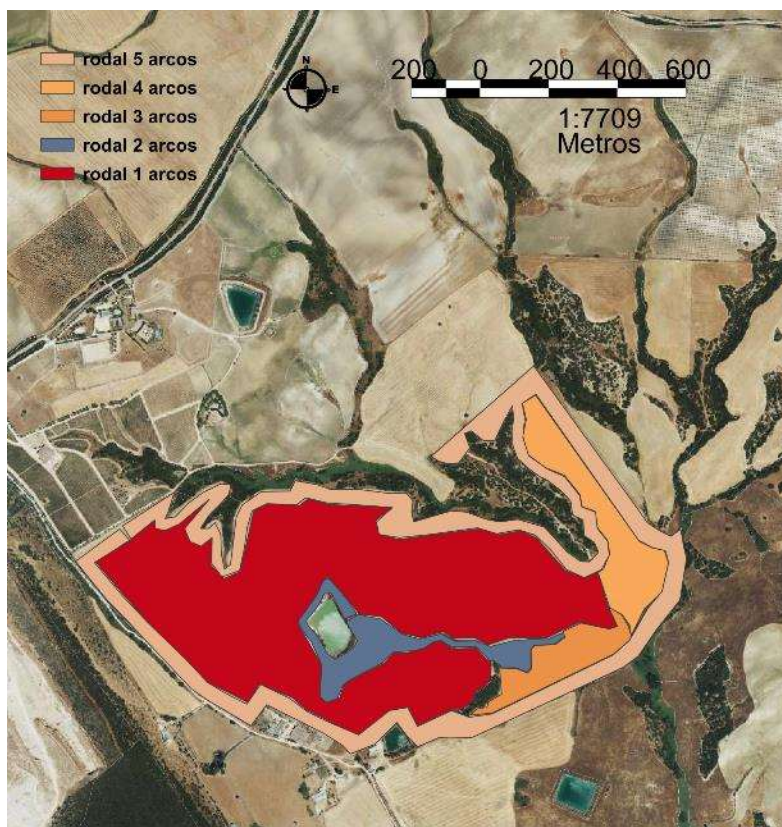 rodal 5 arcos
rodal 4 arcos
rodal 3 arcos
rodal 2 arcos
rodal 1 arcos
N
E
200 0 200 400 600
1:7709
Metros